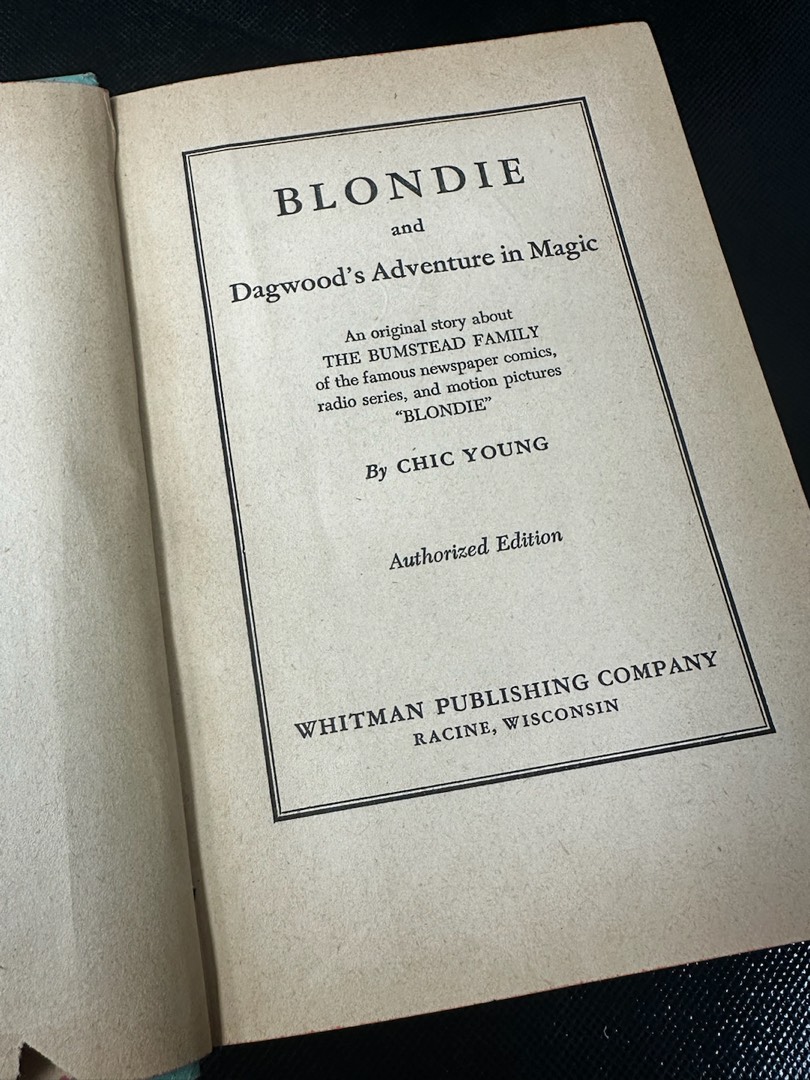 BLONDIE
and
Dagwood's Adventure in Magic
An original story about
THE BUMSTEAD FAMILY
of the famous newspaper comics,
radio series, and motion pictures
“BLONDIE”
By CHIC YOUNG
Authorized Edition
WHITMAN PUBLISHING COMPANY
RACINE, WISCONSIN